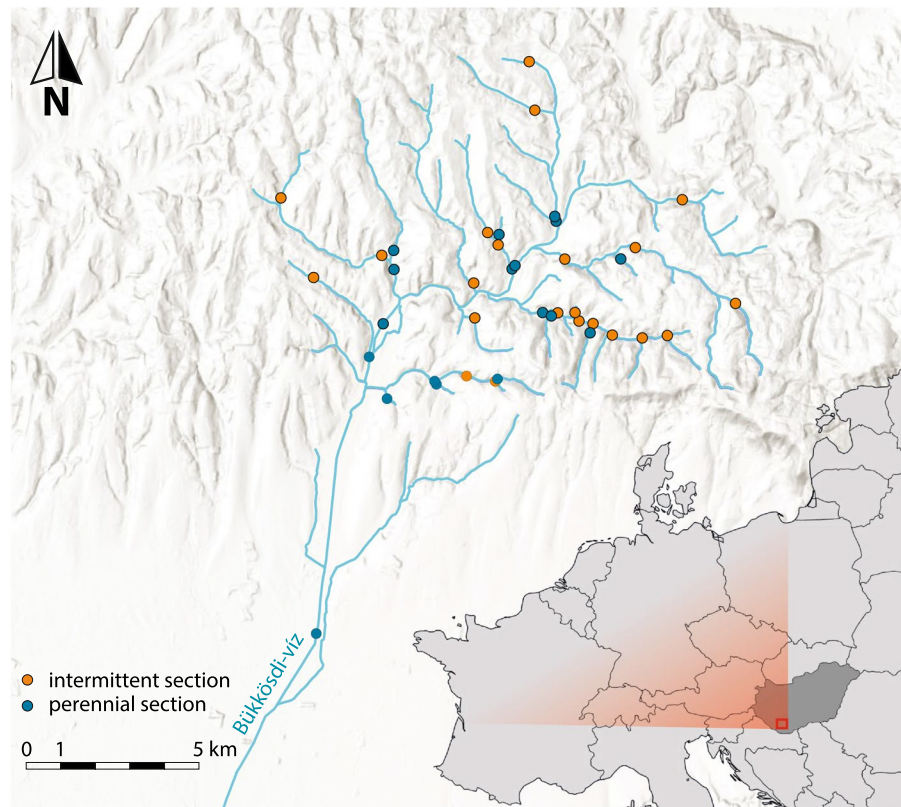 N
Bükkösdi-víz
intermittent section
perennial section
0 1 5 km